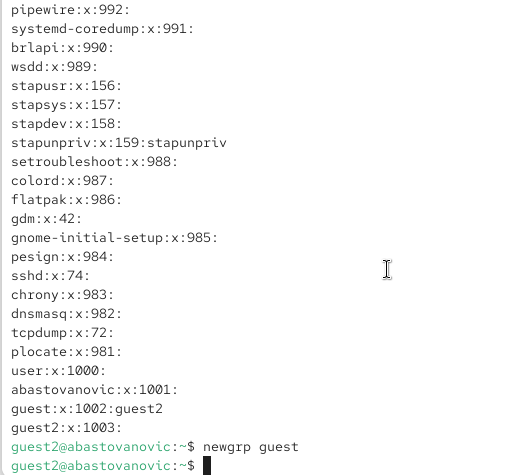 pipewire:x:992:
systemd-coredump:x:991:
brlapi:x:990:
wsdd:x:989:
stapusr:x:156:
stapsys:x:157:
stapdev:x:158:
stapunpriv:x:159:stapunpriv
setroubleshoot:x:988:
colord:x:987:
flatpak:x:986:
gdm:x:42:
gnome-initial-setup:x:985:
pesign:x:984:
sshd:x:74:
chrony:x:983:
dnsmasq:x:982:
tcpdump:x:72:
plocate:x:981:
user:x:1000:
abastovanovic:x:1001:
guest:x:1002:guest2
guest2:x:1003:
guest2@abastovanovic:~$ newgrp guest
guest2@abastovanovic:~$